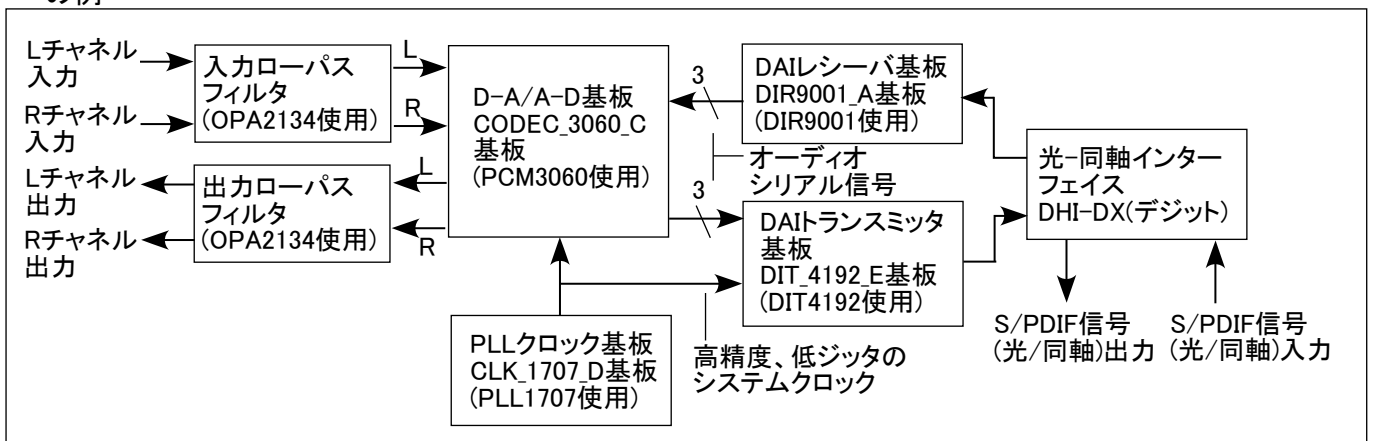 の例
Lチャネル
入力
Rチャネル
入力
Lチャネル
出力
Rチャネル
出力
入力ローパス
フィルタ
(OPA2134使用)
出力ローパス
フィルタ
(OPA2134使用)
L
R
L
R
D-A/A-D基板
CODEC_3060_C
基板
(PCM3060使用)
PLLクロック基板
CLK_1707_D基板
(PLL1707使用)
3
オーディオ
シリアル信号
3
高精度、低ジッタの
システムクロック
DAIレシーバ基板
DIR9001_A基板
(DIR9001使用)
DAIトランスミッタ
基板
DIT_4192_E基板
(DIT4192使用)
光-同軸インター
フェイス
DHI-DX(デジット)
S/PDIF信号
(光/同軸)出力
S/PDIF信号
(光/同軸)入力